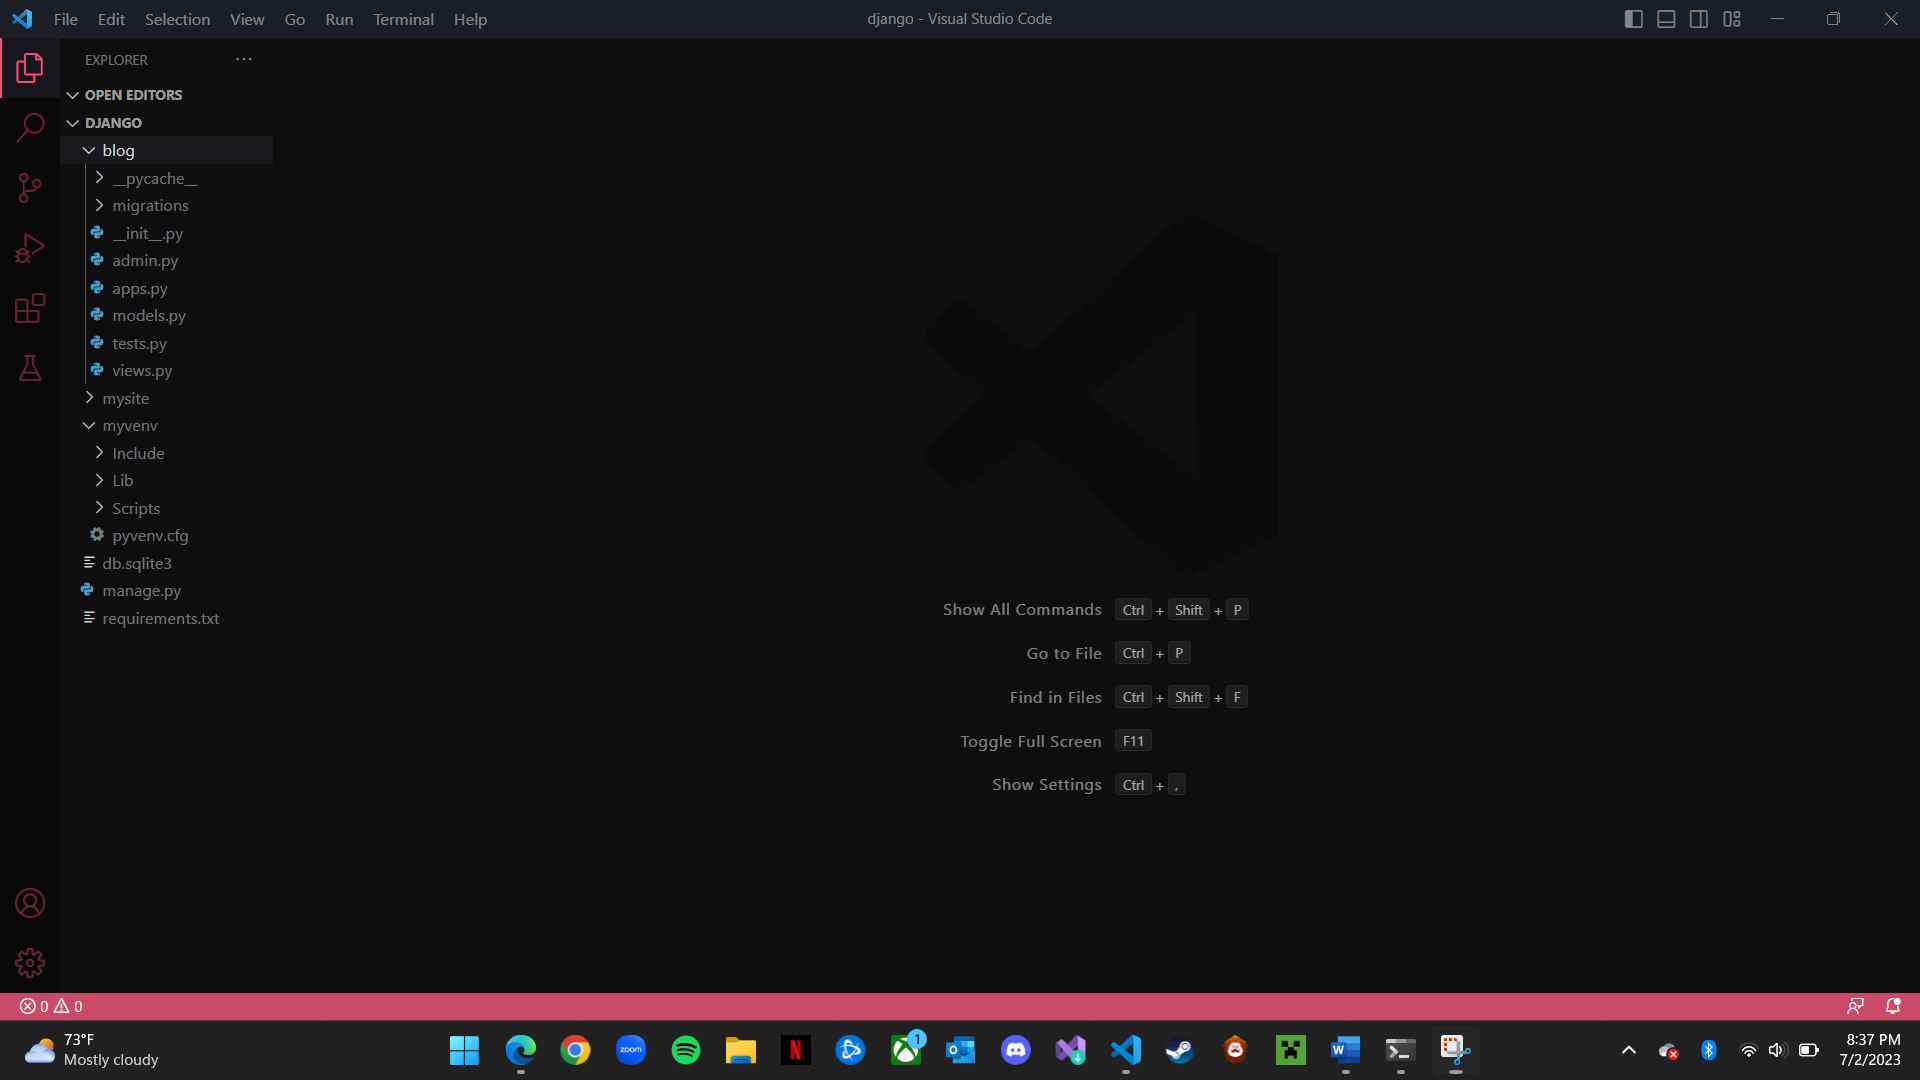 File Edit Selection View Go Run Terminal Help
django - Visual Studio Code
EXPLORER
OPEN EDITORS
DJANGO
blog
__pycache__
migrations
__init__.py
admin.py
apps.py
models.py
tests.py
views.py
mysite
myvenv
Include
Lib
Scripts
pyvenv.cfg
db.sqlite3
manage.py
requirements.txt
Show All Commands Ctrl + Shift + P
Go to File Ctrl + P
Find in Files Ctrl + Shift + F
Toggle Full Screen F11
Show Settings Ctrl + ,
0 0
73°F
Mostly cloudy
zoom
N
1
W
8:37 PM
7/2/2023